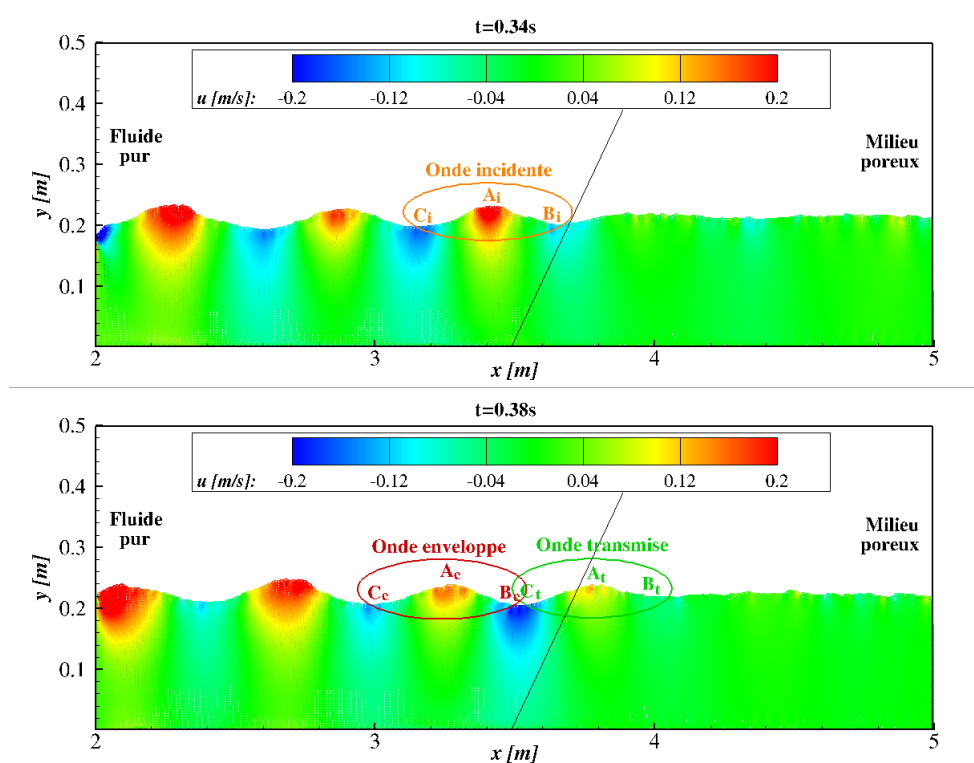 t=0.34s
0.5
u [m/s]: -0.2 -0.12 -0.04 0.04 0.12 0.2
0.4
Fluide
pur
Milieu
poreux
y [m]
0.3
Onde incidente
Ai
Ci
Bi
0.2
0.1
2 3 4 5
x [m]
t=0.38s
0.5
u [m/s]: -0.2 -0.12 -0.04 0.04 0.12 0.2
0.4
Fluide
pur
Milieu
poreux
y [m]
0.3
Onde enveloppe Onde transmise
Ae At
Ce Be Ct Bt
0.2
0.1
2 3 4 5
x [m]